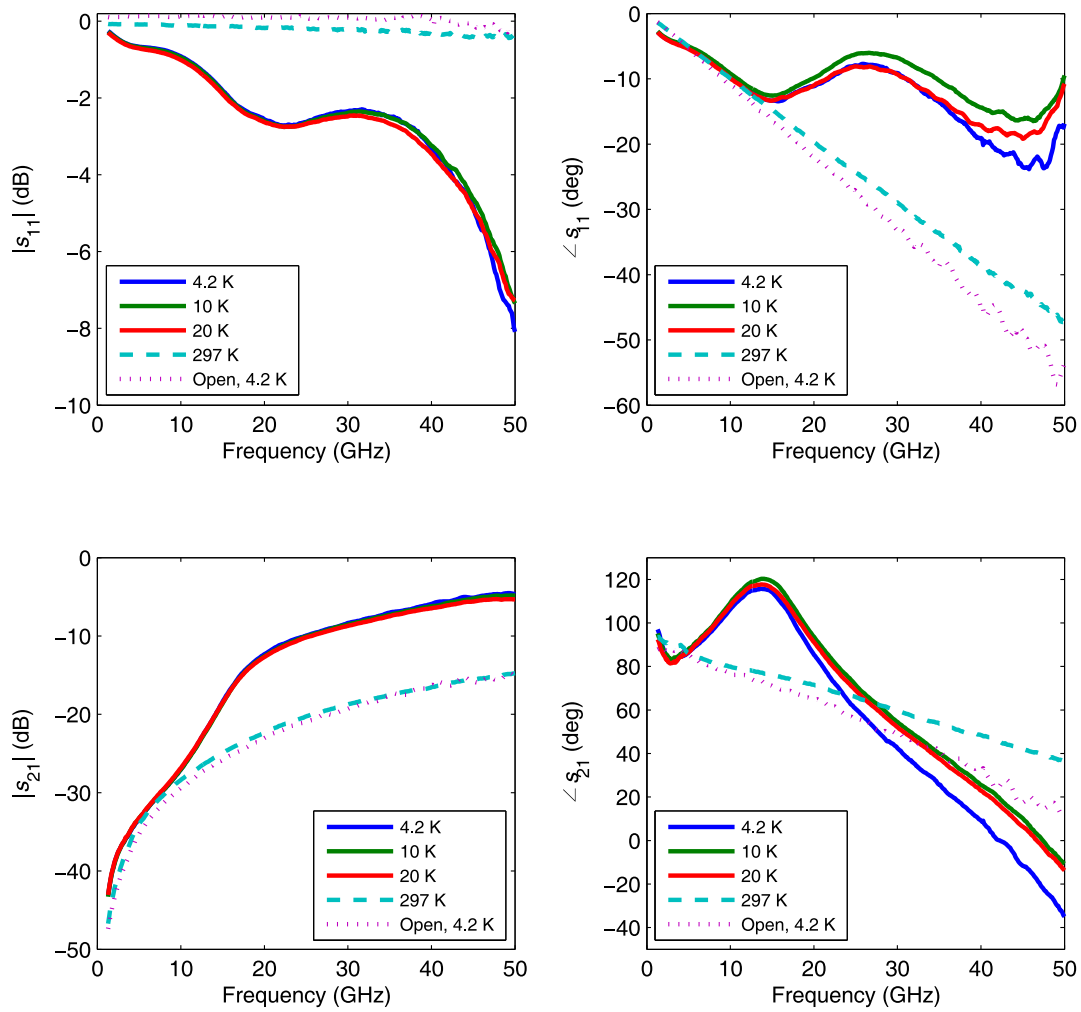 0
−2
−4
−6
−8
−10
|s11| (dB)
4.2 K
10 K
20 K
297 K
Open, 4.2 K
0 10 20 30 40 50
Frequency (GHz)
0
−10
−20
−30
−40
−50
−60
∠ s11 (deg)
4.2 K
10 K
20 K
297 K
Open, 4.2 K
0 10 20 30 40 50
Frequency (GHz)
0
−10
−20
−30
−40
−50
|s21| (dB)
4.2 K
10 K
20 K
297 K
Open, 4.2 K
0 10 20 30 40 50
Frequency (GHz)
120
100
80
60
40
20
0
−20
−40
∠ s21 (deg)
4.2 K
10 K
20 K
297 K
Open, 4.2 K
0 10 20 30 40 50
Frequency (GHz)